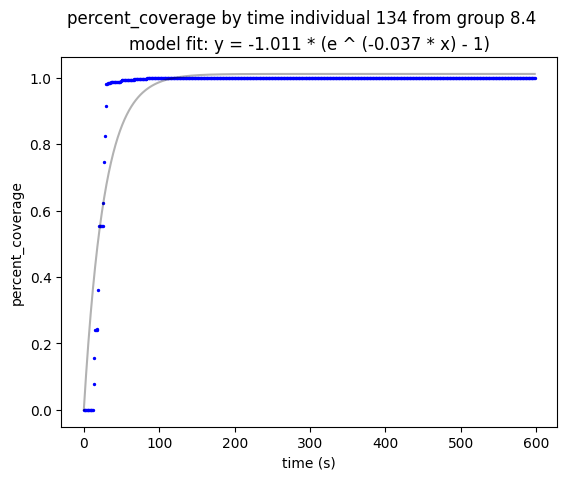 percent_coverage by time individual 134 from group 8.4
model fit: y = -1.011 * (e ^ (-0.037 * x) - 1)
1.0
0.8
0.6
0.4
0.2
0.0
percent_coverage
0 100 200 300 400 500 600
time (s)